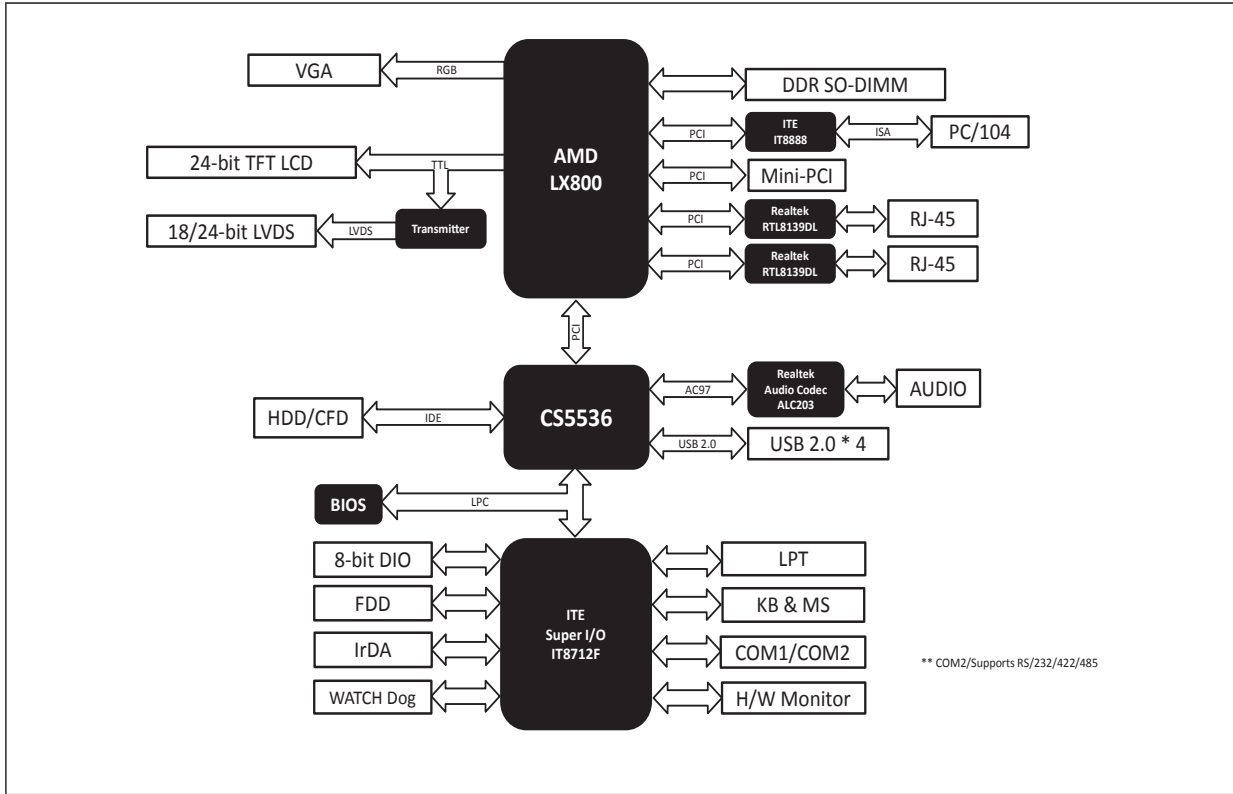 VGA
RGB
DDR SO-DIMM
AMD
LX800
PCI
ITE
IT8888
ISA
PC/104
24-bit TFT LCD
TTL
PCI
Mini-PCI
18/24-bit LVDS
LVDS
Transmitter
PCI
Realtek
RTL8139DL
RJ-45
PCI
Realtek
RTL8139DL
RJ-45
PCI
HDD/CFD
IDE
CS5536
AC97
Realtek
Audio Codec
ALC203
AUDIO
USB 2.0
USB 2.0 * 4
BIOS
LPC
8-bit DIO
FDD
IrDA
WATCH Dog
ITE
Super I/O
IT8712F
LPT
KB & MS
COM1/COM2
H/W Monitor
** COM2/Supports RS/232/422/485